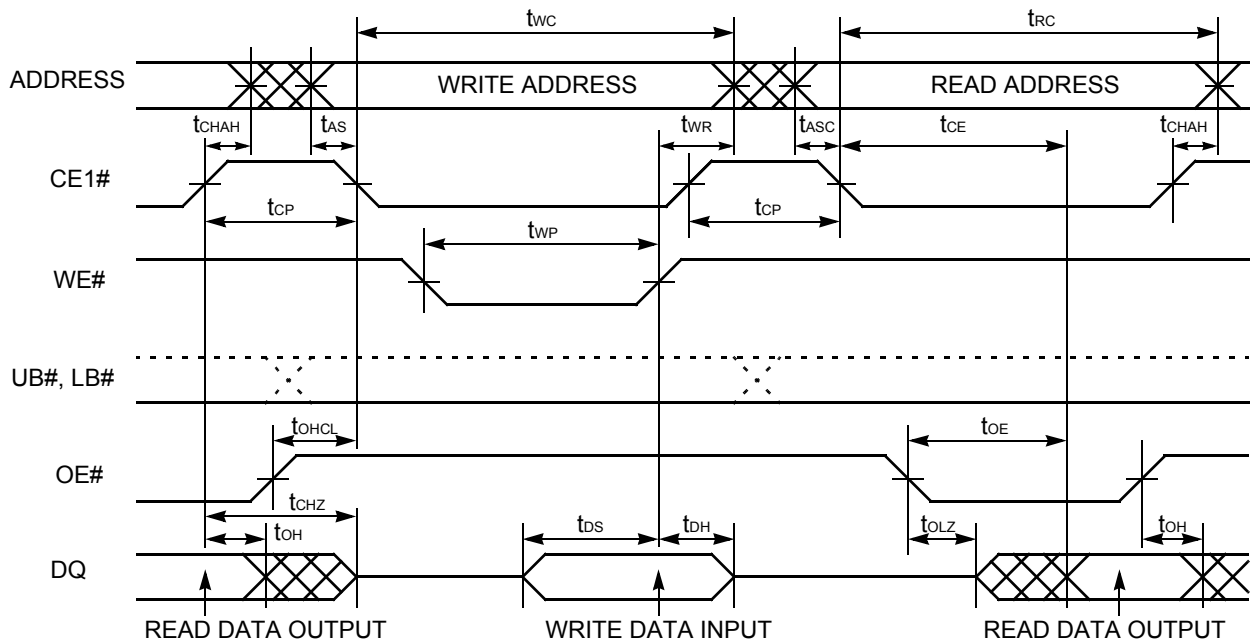 tWC tRC
ADDRESS WRITE ADDRESS READ ADDRESS
tCHAH tAS tWR tASC tCE tCHAH
CE1#
tCP tWP tCP
WE#
UB#, LB#
tOHCL tOE
OE#
tCHZ
tOH tDS tDH tOLZ tOH
DQ
READ DATA OUTPUT WRITE DATA INPUT READ DATA OUTPUT